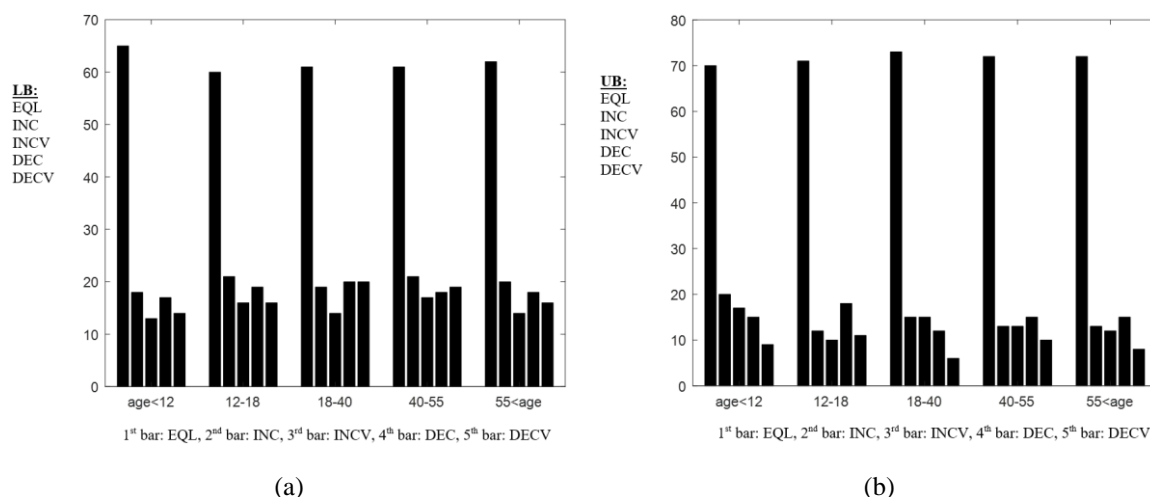 70
60
50
40
30
20
10
0
LB:
EQL
INC
INCV
DEC
DECV
age<12 12-18 18-40 40-55 55<age
1st bar: EQL, 2nd bar: INC, 3rd bar: INCV, 4th bar: DEC, 5th bar: DECV
(a)
80
70
60
50
40
30
20
10
0
UB:
EQL
INC
INCV
DEC
DECV
age<12 12-18 18-40 40-55 55<age
1st bar: EQL, 2nd bar: INC, 3rd bar: INCV, 4th bar: DEC, 5th bar: DECV
(b)